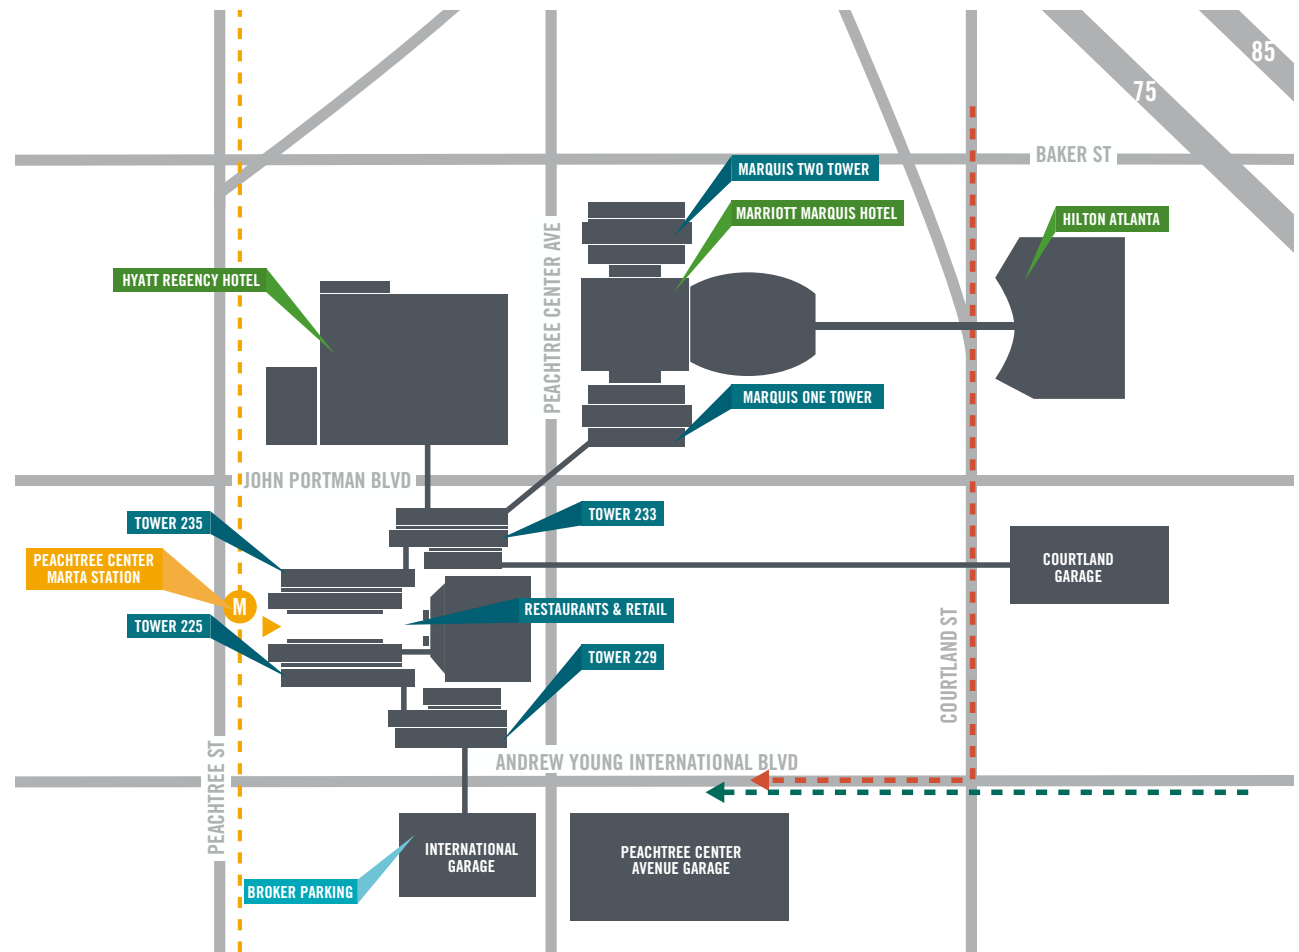 85
75
BAKER ST
MARQUIS TWO TOWER
MARRIOTT MARQUIS HOTEL
HILTON ATLANTA
HYATT REGENCY HOTEL
PEACHTREE CENTER AVE
MARQUIS ONE TOWER
JOHN PORTMAN BLVD
TOWER 235
TOWER 233
PEACHTREE CENTER
MARTA STATION
COURTLAND
GARAGE
M
RESTAURANTS & RETAIL
TOWER 225
TOWER 229
COURTLAND ST
PEACHTREE ST
ANDREW YOUNG INTERNATIONAL BLVD
INTERNATIONAL
GARAGE
PEACHTREE CENTER
AVENUE GARAGE
BROKER PARKING